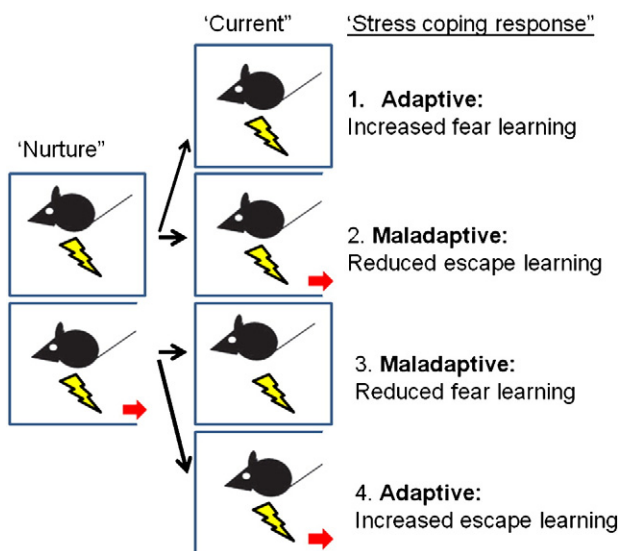 ‘Current”
‘Stress coping response”
1. Adaptive:
Increased fear learning
‘Nurture”
2. Maladaptive:
Reduced escape learning
3. Maladaptive:
Reduced fear learning
4. Adaptive:
Increased escape learning